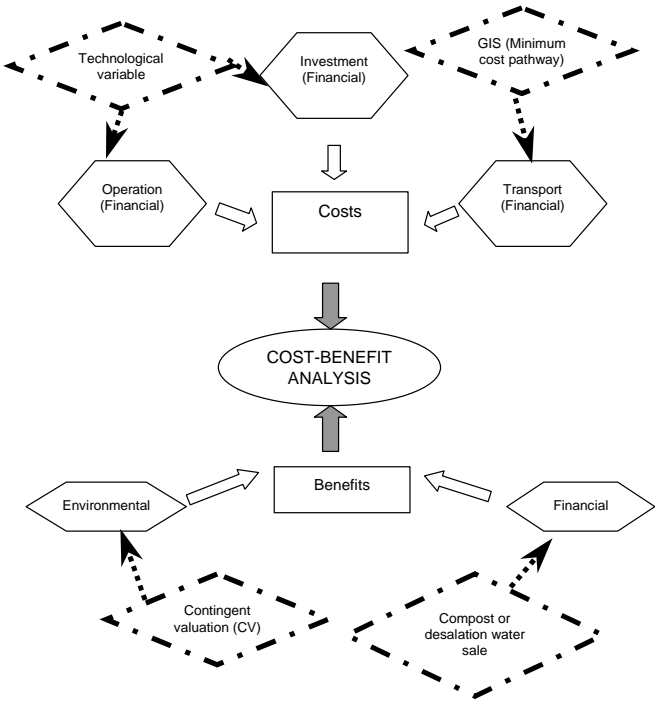 Technological
variable
Investment
(Financial)
GIS (Minimum
cost pathway)
Operation
(Financial)
Costs
Transport
(Financial)
COST-BENEFIT
ANALYSIS
Environmental
Benefits
Financial
Contingent
valuation (CV)
Compost or
desalation water
sale